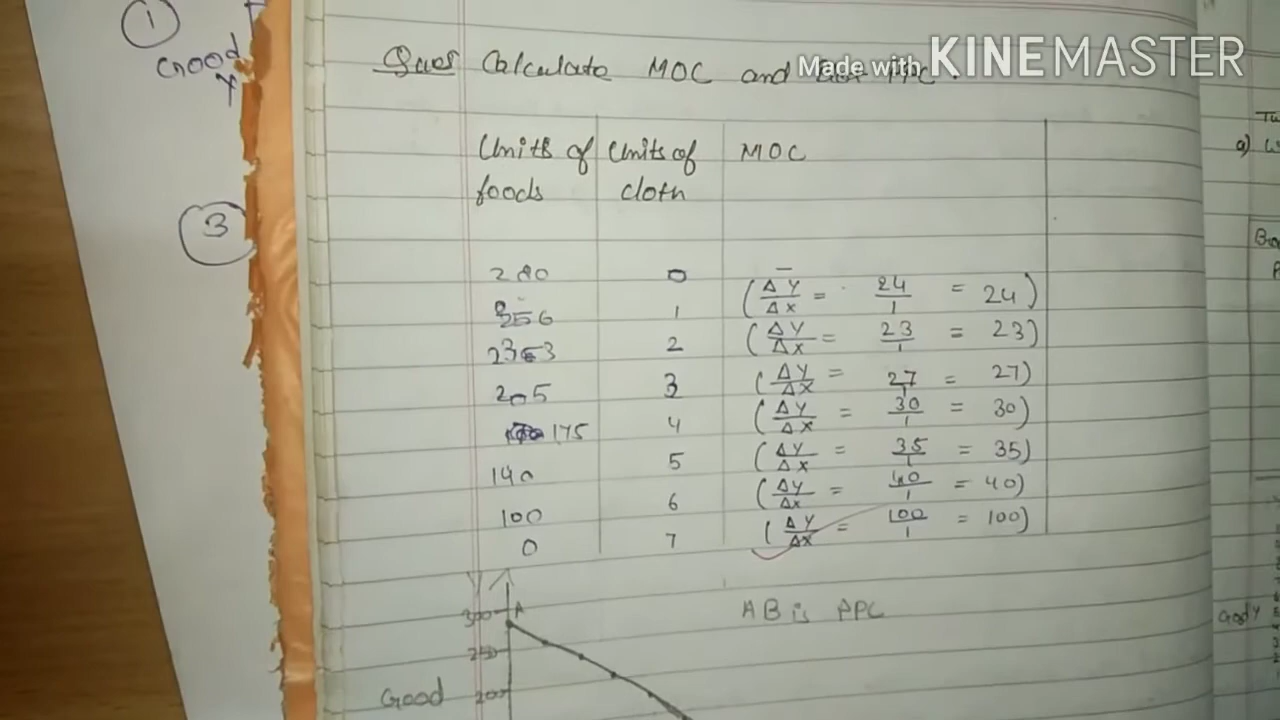 1
Good
Y
Made with KINEMASTER
Ques Calculate MOC and PPC.
3
Units of foods | Units of cloth | MOC
280 | 0 | –
256 | 1 | (ΔY/ΔX = 24/1 = 24)
233 | 2 | (ΔY/ΔX = 23/1 = 23)
205 | 3 | (ΔY/ΔX = 27/1 = 27)
175 | 4 | (ΔY/ΔX = 30/1 = 30)
140 | 5 | (ΔY/ΔX = 35/1 = 35)
100 | 6 | (ΔY/ΔX = 40/1 = 40)
0 | 7 | (ΔY/ΔX = 100/1 = 100)
Y
300 A
AB is PPC
250
Good
200
a)
Good Y